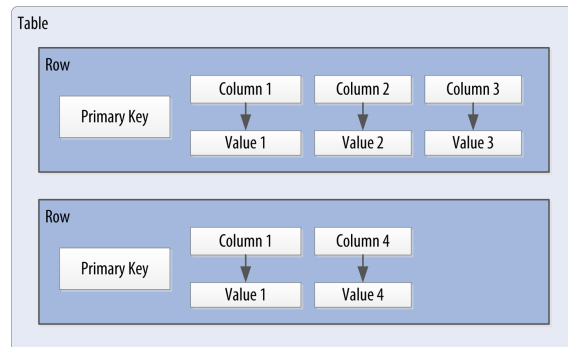 Table
Row
Column 1 Column 2 Column 3
Primary Key
Value 1 Value 2 Value 3
Row
Column 1 Column 4
Primary Key
Value 1 Value 4